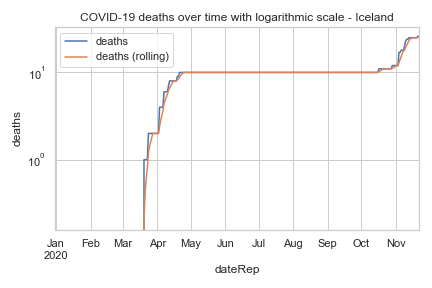 COVID-19 deaths over time with logarithmic scale - Iceland
deaths
deaths (rolling)
10¹
10⁰
deaths
Jan Feb Mar Apr May Jun Jul Aug Sep Oct Nov
2020
dateRep